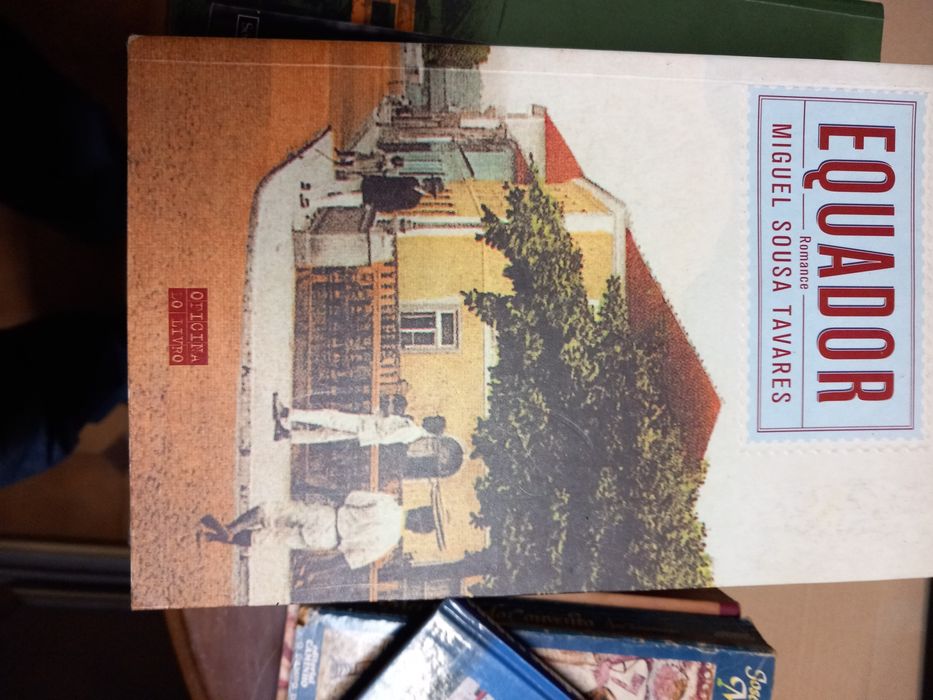 EQUADOR
Romance
MIGUEL SOUSA TAVARES
OFICINA
DO LIVRO